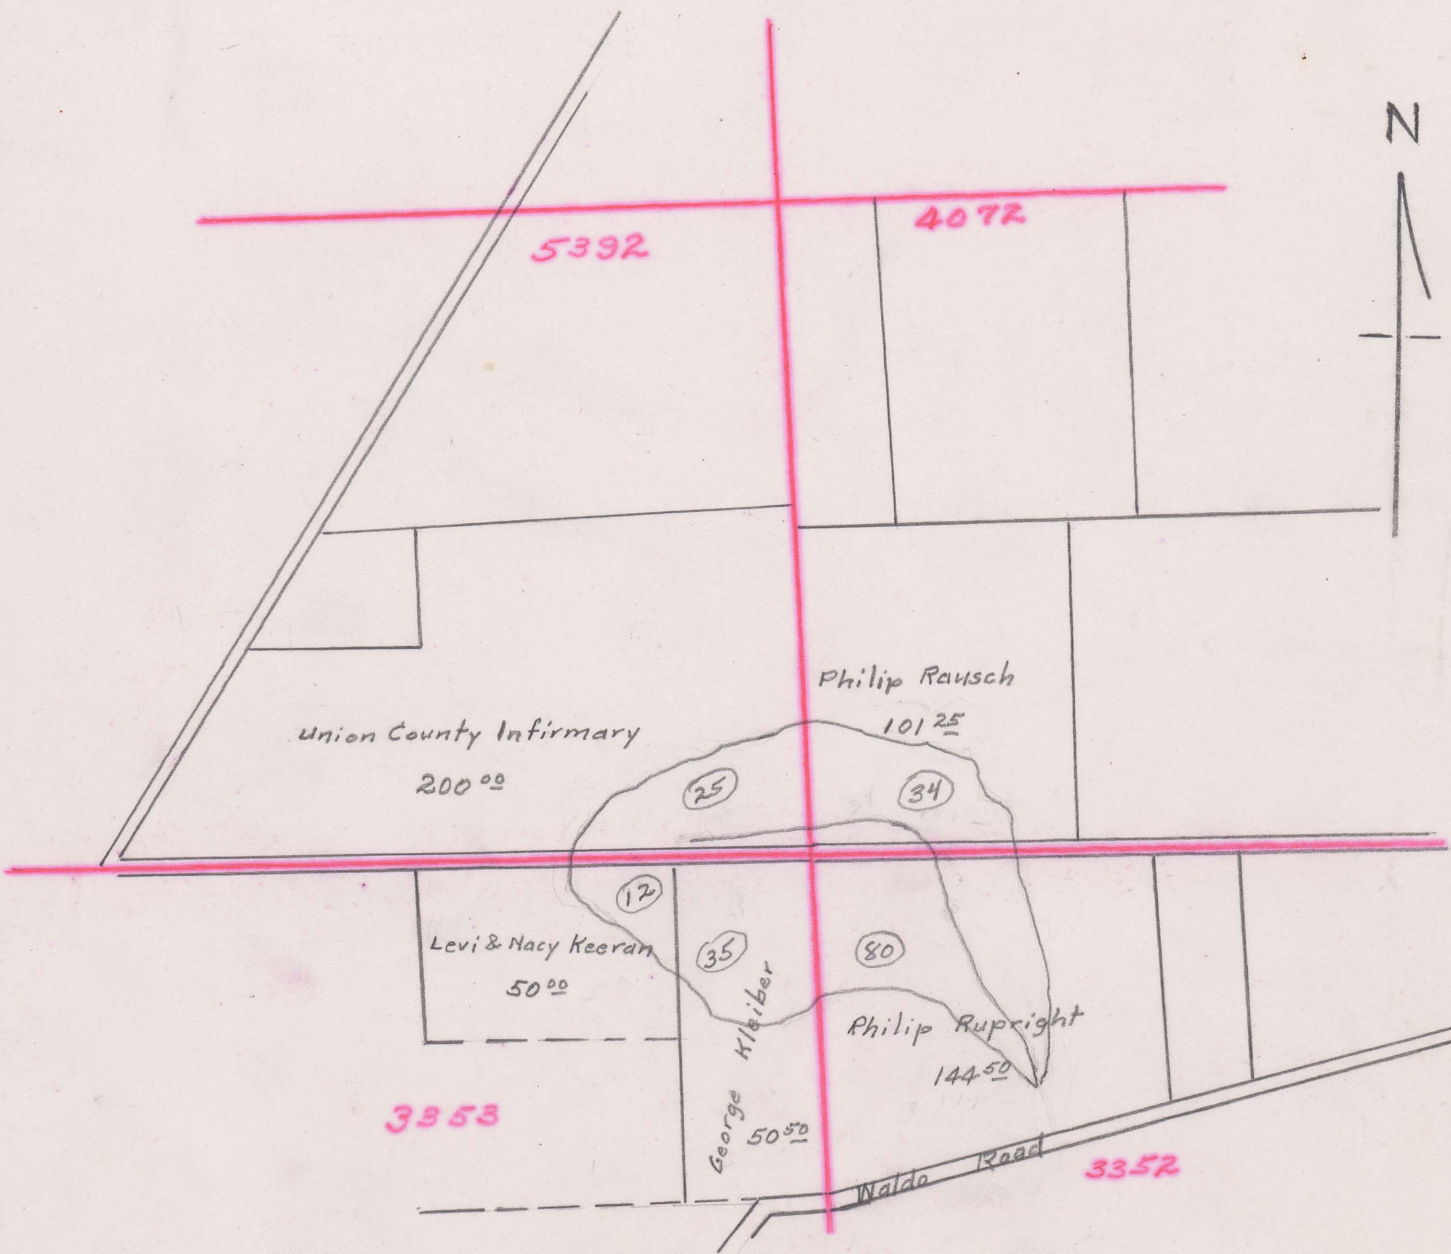 N
5392
4072
Philip Rausch
101 25
Union County Infirmary
200 00
25
34
12
Levi & Nacy Keeran
50 00
35
80
George Kleiber
50 50
Philip Rupright
144 50
3353
Waldo Road
3352